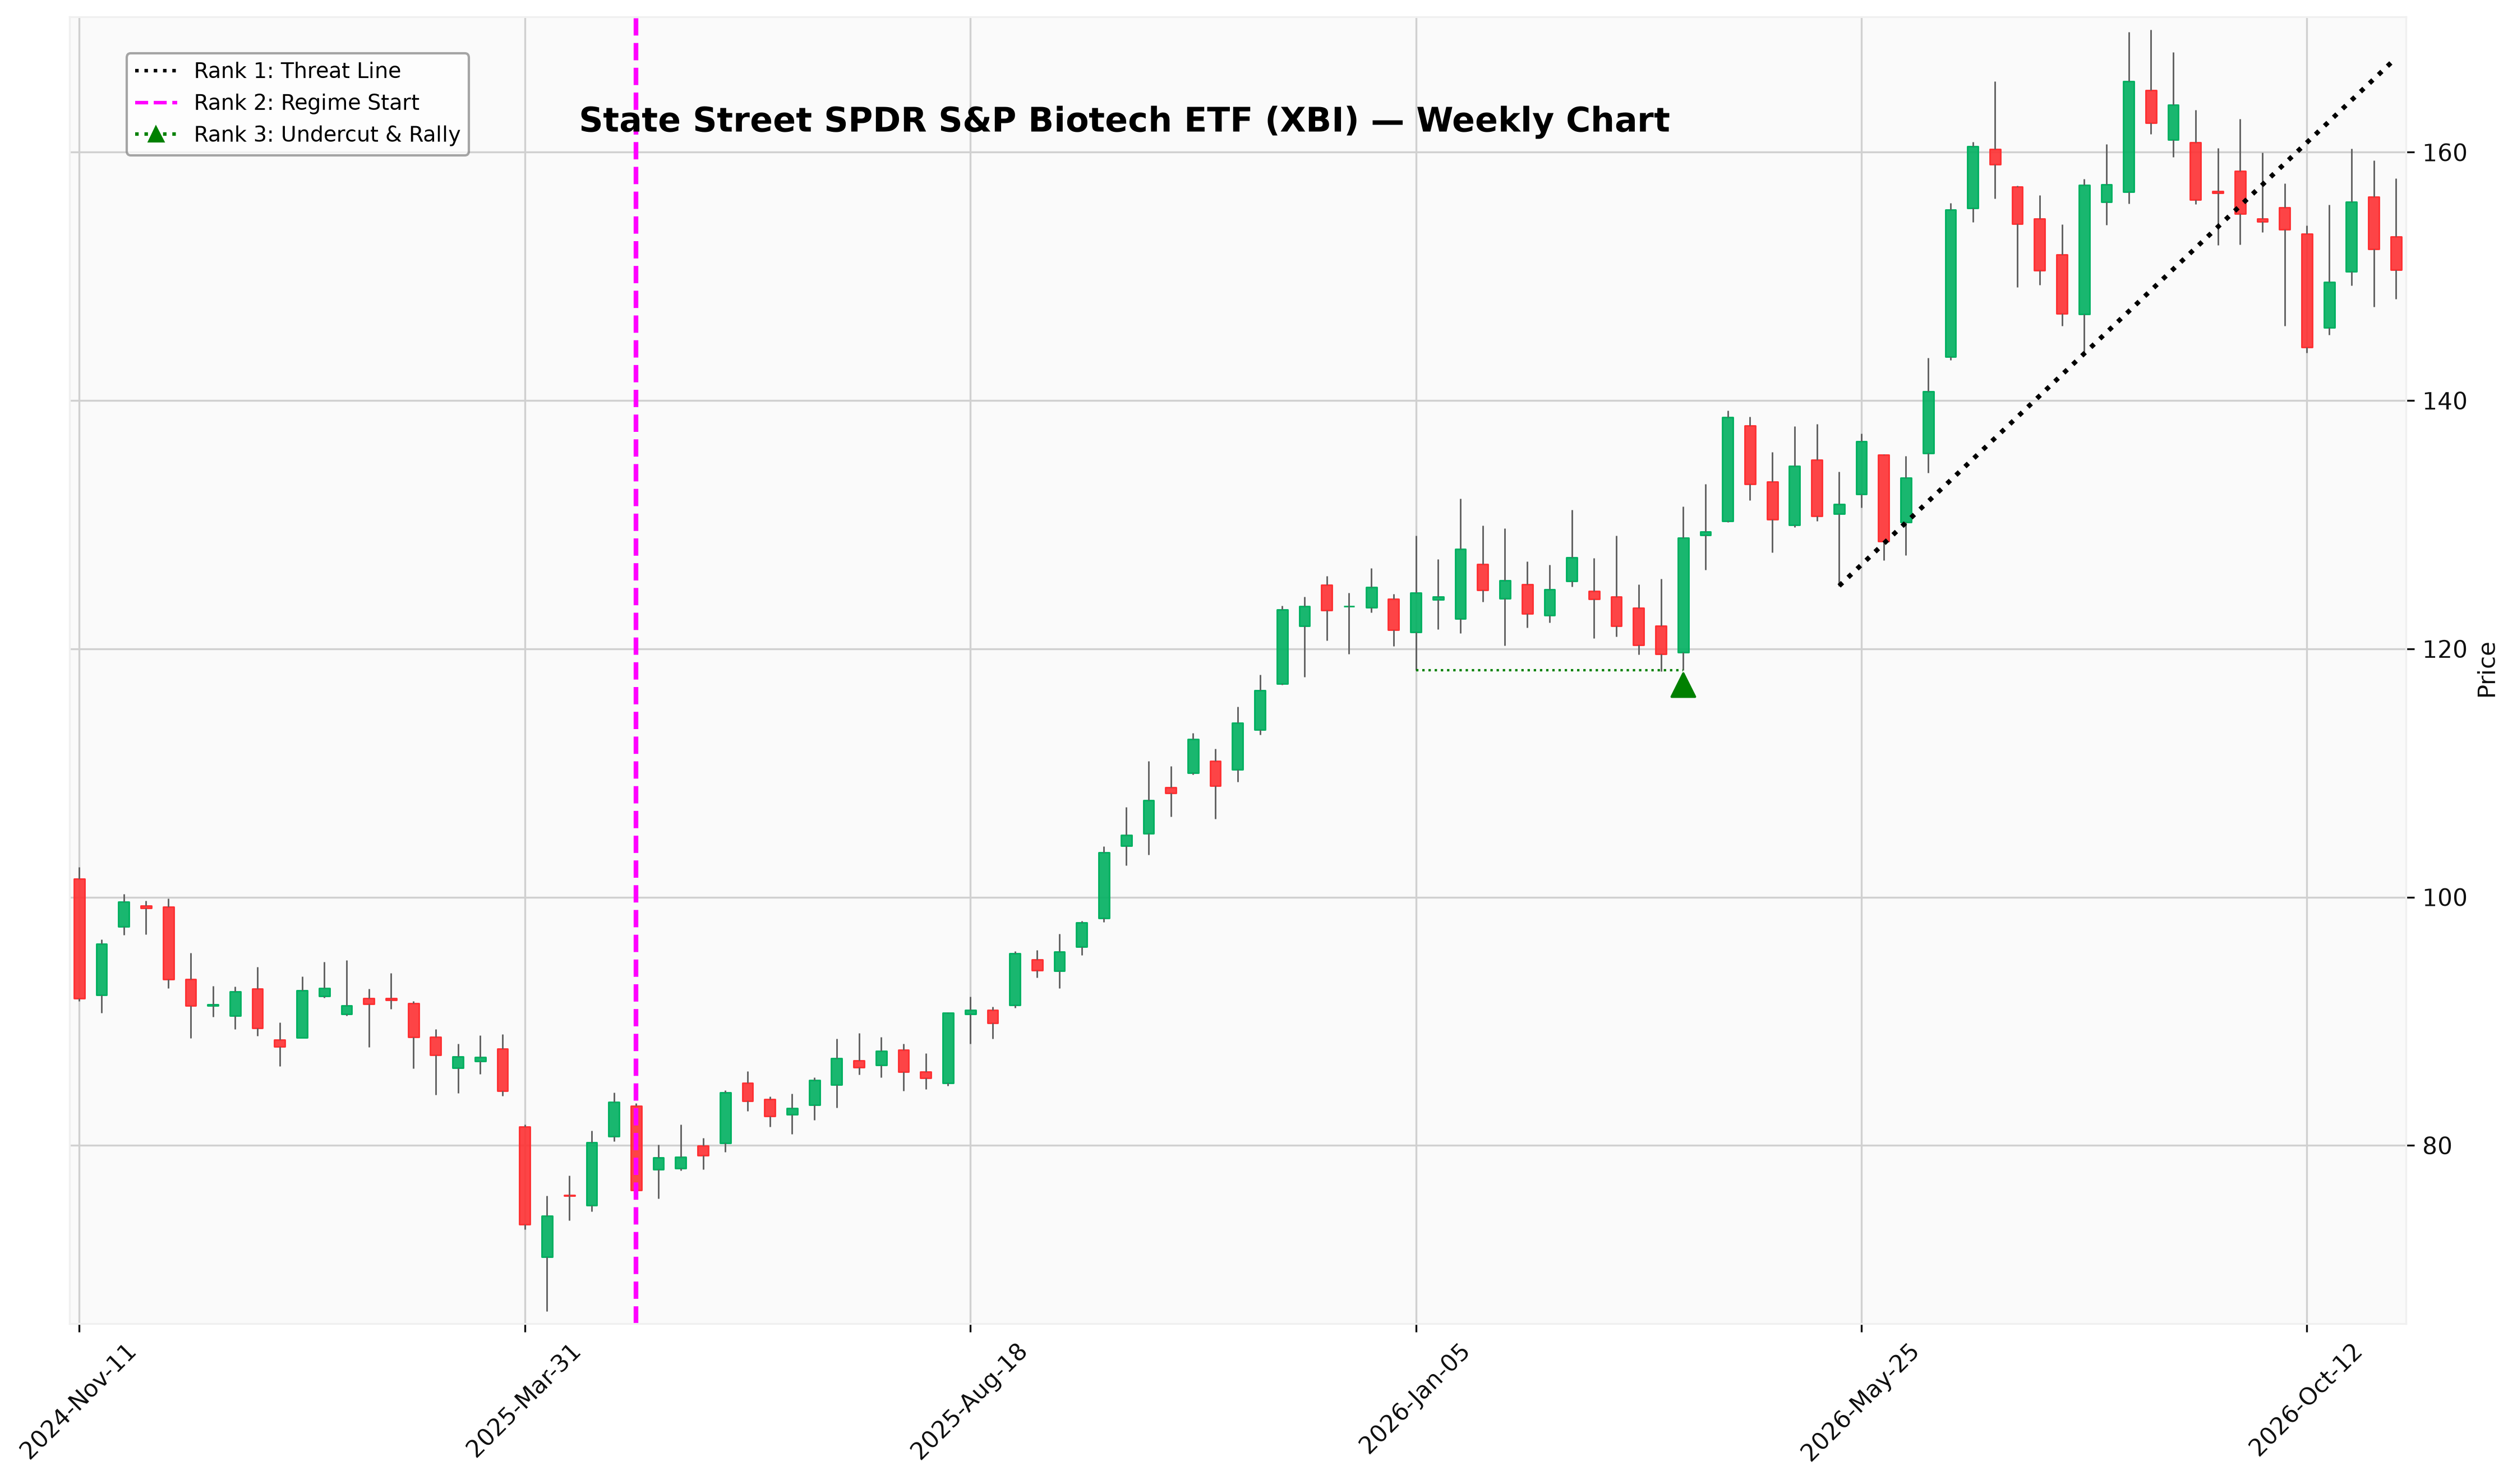 Rank 1: Threat Line
Rank 2: Regime Start
Rank 3: Undercut & Rally
State Street SPDR S&P Biotech ETF (XBI) — Weekly Chart
160
140
120
100
80
Price
2024-Nov-11
2025-Mar-31
2025-Aug-18
2026-Jan-05
2026-May-25
2026-Oct-12